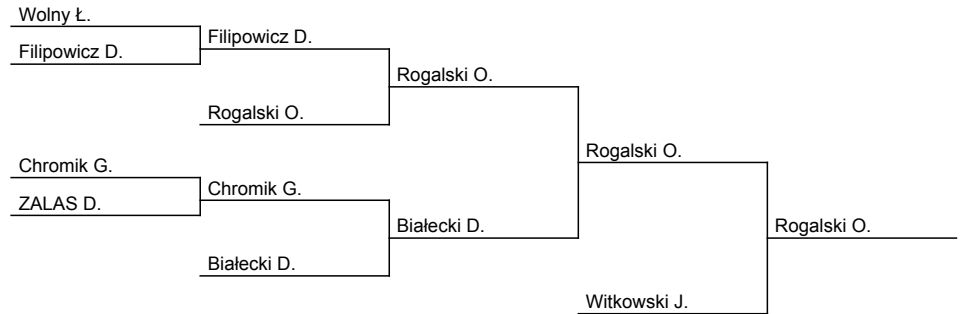 Wolny Ł.
Filipowicz D.
Filipowicz D.
Rogalski O.
Rogalski O.
Rogalski O.
Chromik G.
Chromik G.
ZALAS D.
Białecki D.
Rogalski O.
Białecki D.
Witkowski J.